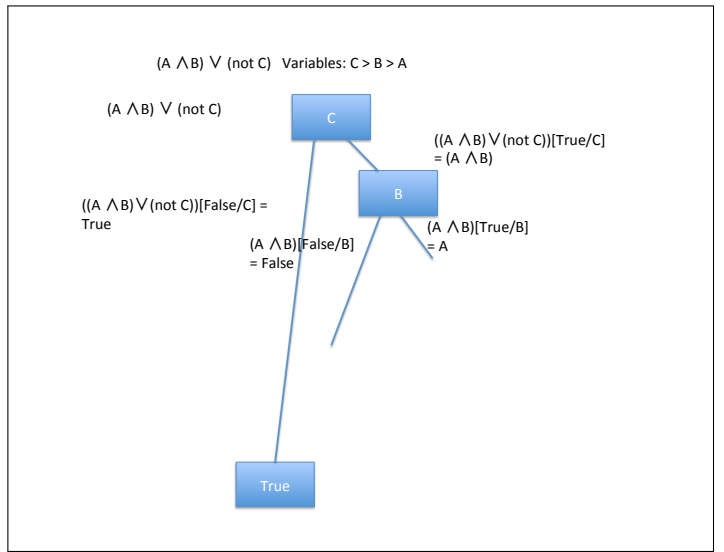 (A ∧B) ∨ (not C)   Variables: C > B > A
(A ∧B) ∨ (not C)
C
((A ∧B)∨(not C))[True/C]
= (A ∧B)
B
((A ∧B)∨(not C))[False/C] =
True
(A ∧B)[True/B]
= A
(A ∧B)[False/B]
= False
True